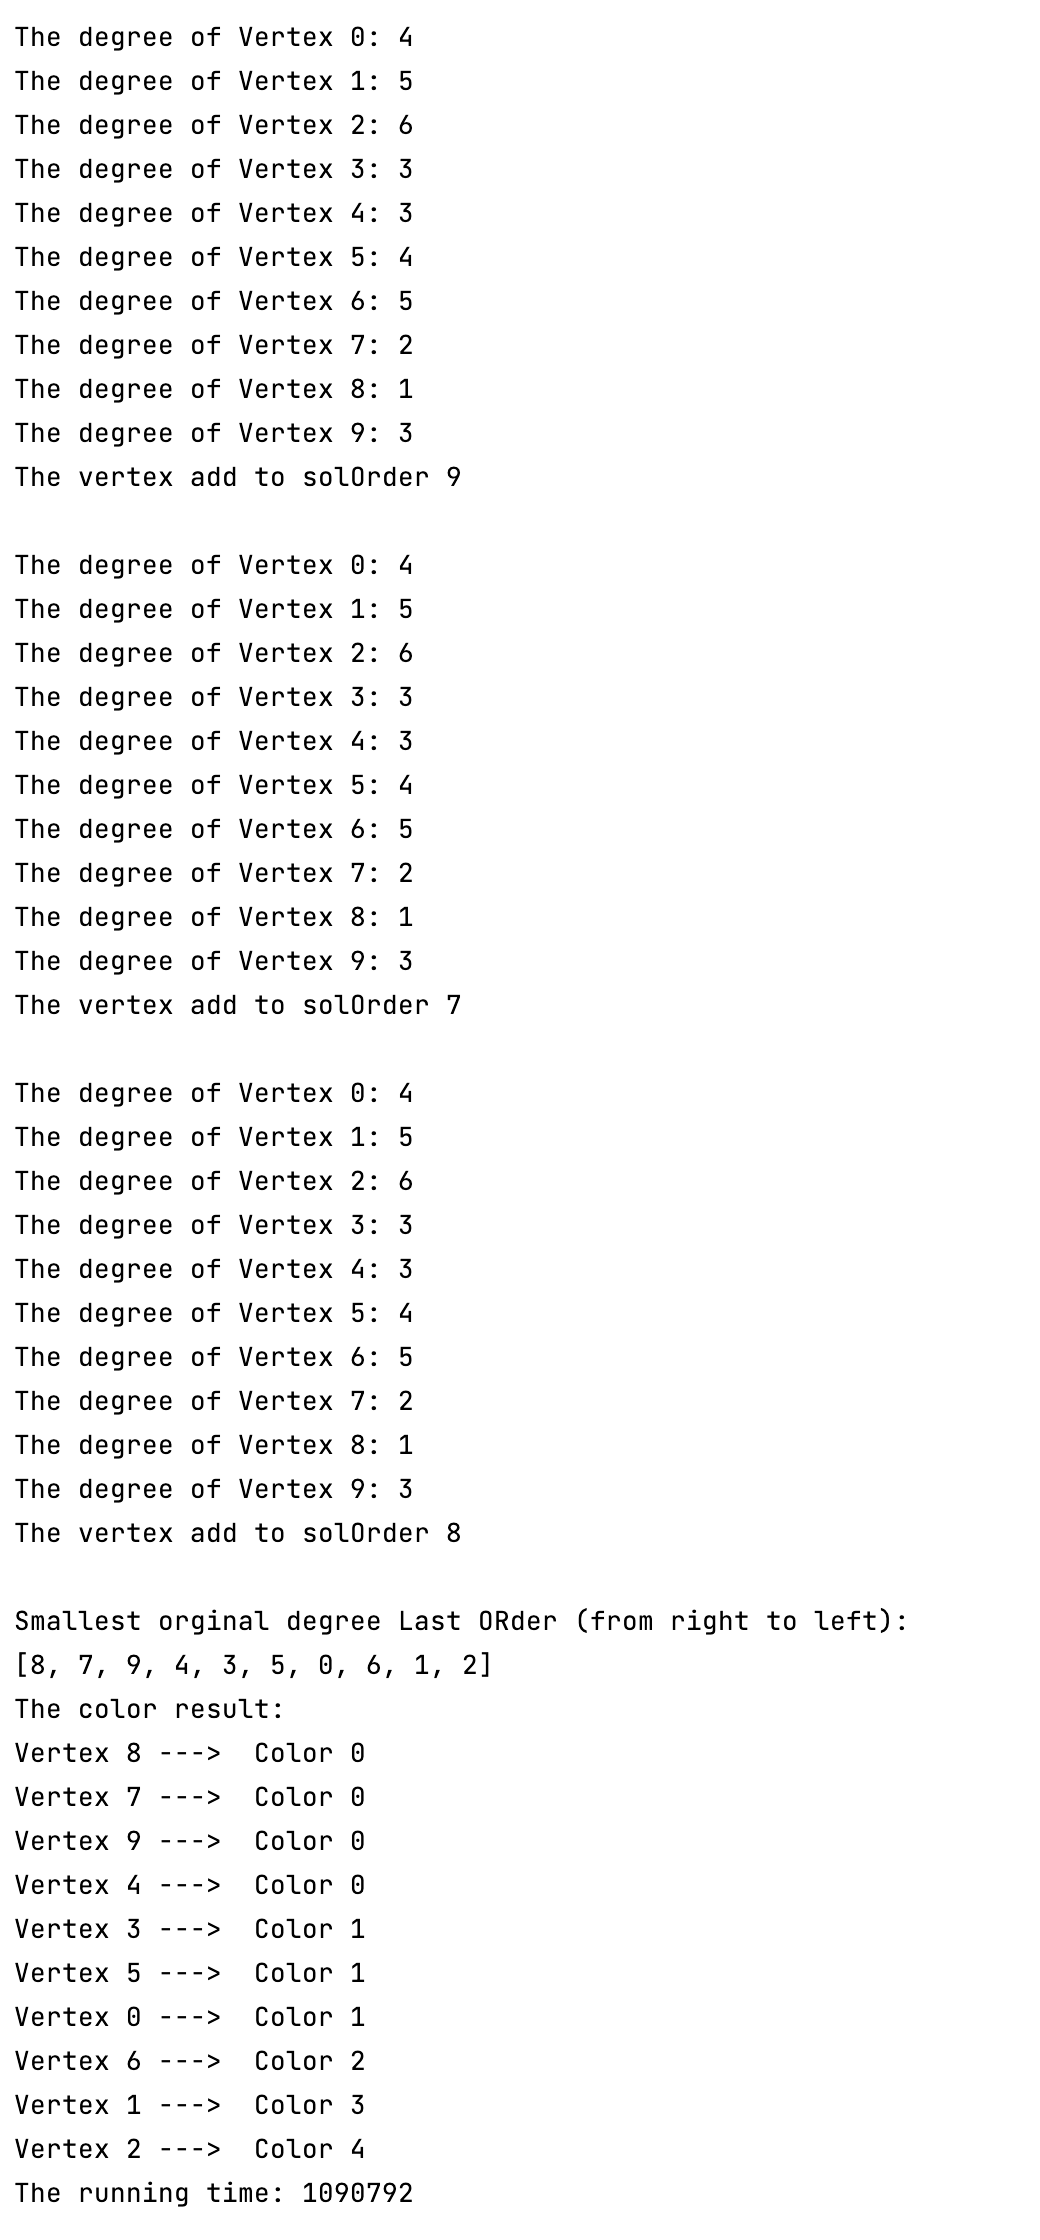 The degree of Vertex 0: 4
The degree of Vertex 1: 5
The degree of Vertex 2: 6
The degree of Vertex 3: 3
The degree of Vertex 4: 3
The degree of Vertex 5: 4
The degree of Vertex 6: 5
The degree of Vertex 7: 2
The degree of Vertex 8: 1
The degree of Vertex 9: 3
The vertex add to solOrder 9

The degree of Vertex 0: 4
The degree of Vertex 1: 5
The degree of Vertex 2: 6
The degree of Vertex 3: 3
The degree of Vertex 4: 3
The degree of Vertex 5: 4
The degree of Vertex 6: 5
The degree of Vertex 7: 2
The degree of Vertex 8: 1
The degree of Vertex 9: 3
The vertex add to solOrder 7

The degree of Vertex 0: 4
The degree of Vertex 1: 5
The degree of Vertex 2: 6
The degree of Vertex 3: 3
The degree of Vertex 4: 3
The degree of Vertex 5: 4
The degree of Vertex 6: 5
The degree of Vertex 7: 2
The degree of Vertex 8: 1
The degree of Vertex 9: 3
The vertex add to solOrder 8

Smallest orginal degree Last ORder (from right to left):
[8, 7, 9, 4, 3, 5, 0, 6, 1, 2]
The color result:
Vertex 8 --->  Color 0
Vertex 7 --->  Color 0
Vertex 9 --->  Color 0
Vertex 4 --->  Color 0
Vertex 3 --->  Color 1
Vertex 5 --->  Color 1
Vertex 0 --->  Color 1
Vertex 6 --->  Color 2
Vertex 1 --->  Color 3
Vertex 2 --->  Color 4
The running time: 1090792